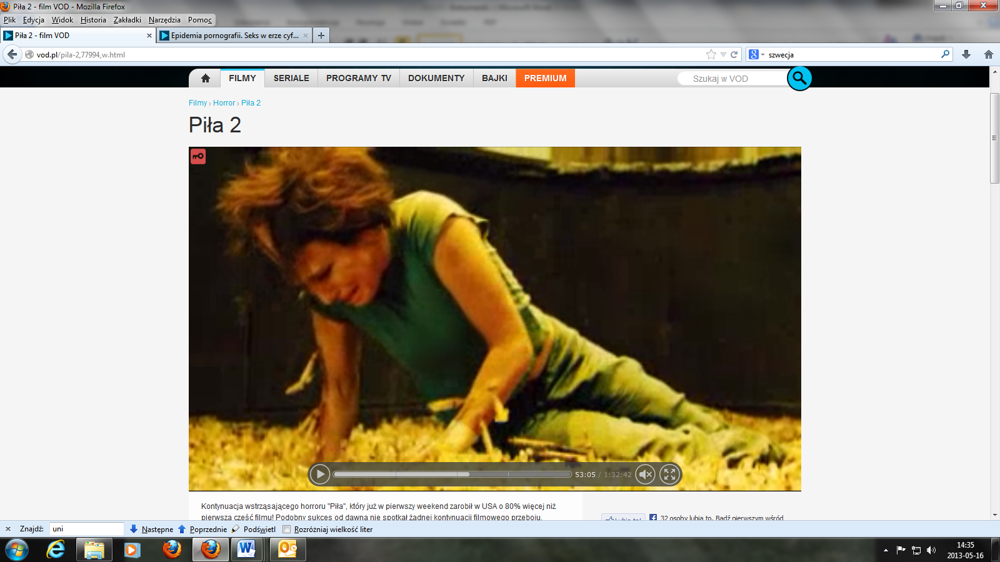 Piła 2 - film VOD - Mozilla Firefox
Plik Edycja Widok Historia Zakładki Narzędzia Pomoc
Piła 2 - film VOD
Epidemia pornografii. Seks w erze cyf...
vod.pl/pila-2,77994,w.html
szwecja
FILMY SERIALE PROGRAMY TV DOKUMENTY BAJKI PREMIUM
Szukaj w VOD
Filmy › Horror › Piła 2
Piła 2
53:05 / 1:32:42
Kontynuacja wstrząsającego horroru "Piła", który już w pierwszy weekend zarobił w USA o 80% więcej niż
pierwsza część filmu! Podobny sukces od dawna nie spotkał żadnej kontynuacji filmowego przeboju.
Lubię to!
32 osoby lubią to. Bądź pierwszym wśród
Znajdź: uni Następne Poprzednie Podświetl Rozróżniaj wielkość liter
14:35
2013-05-16